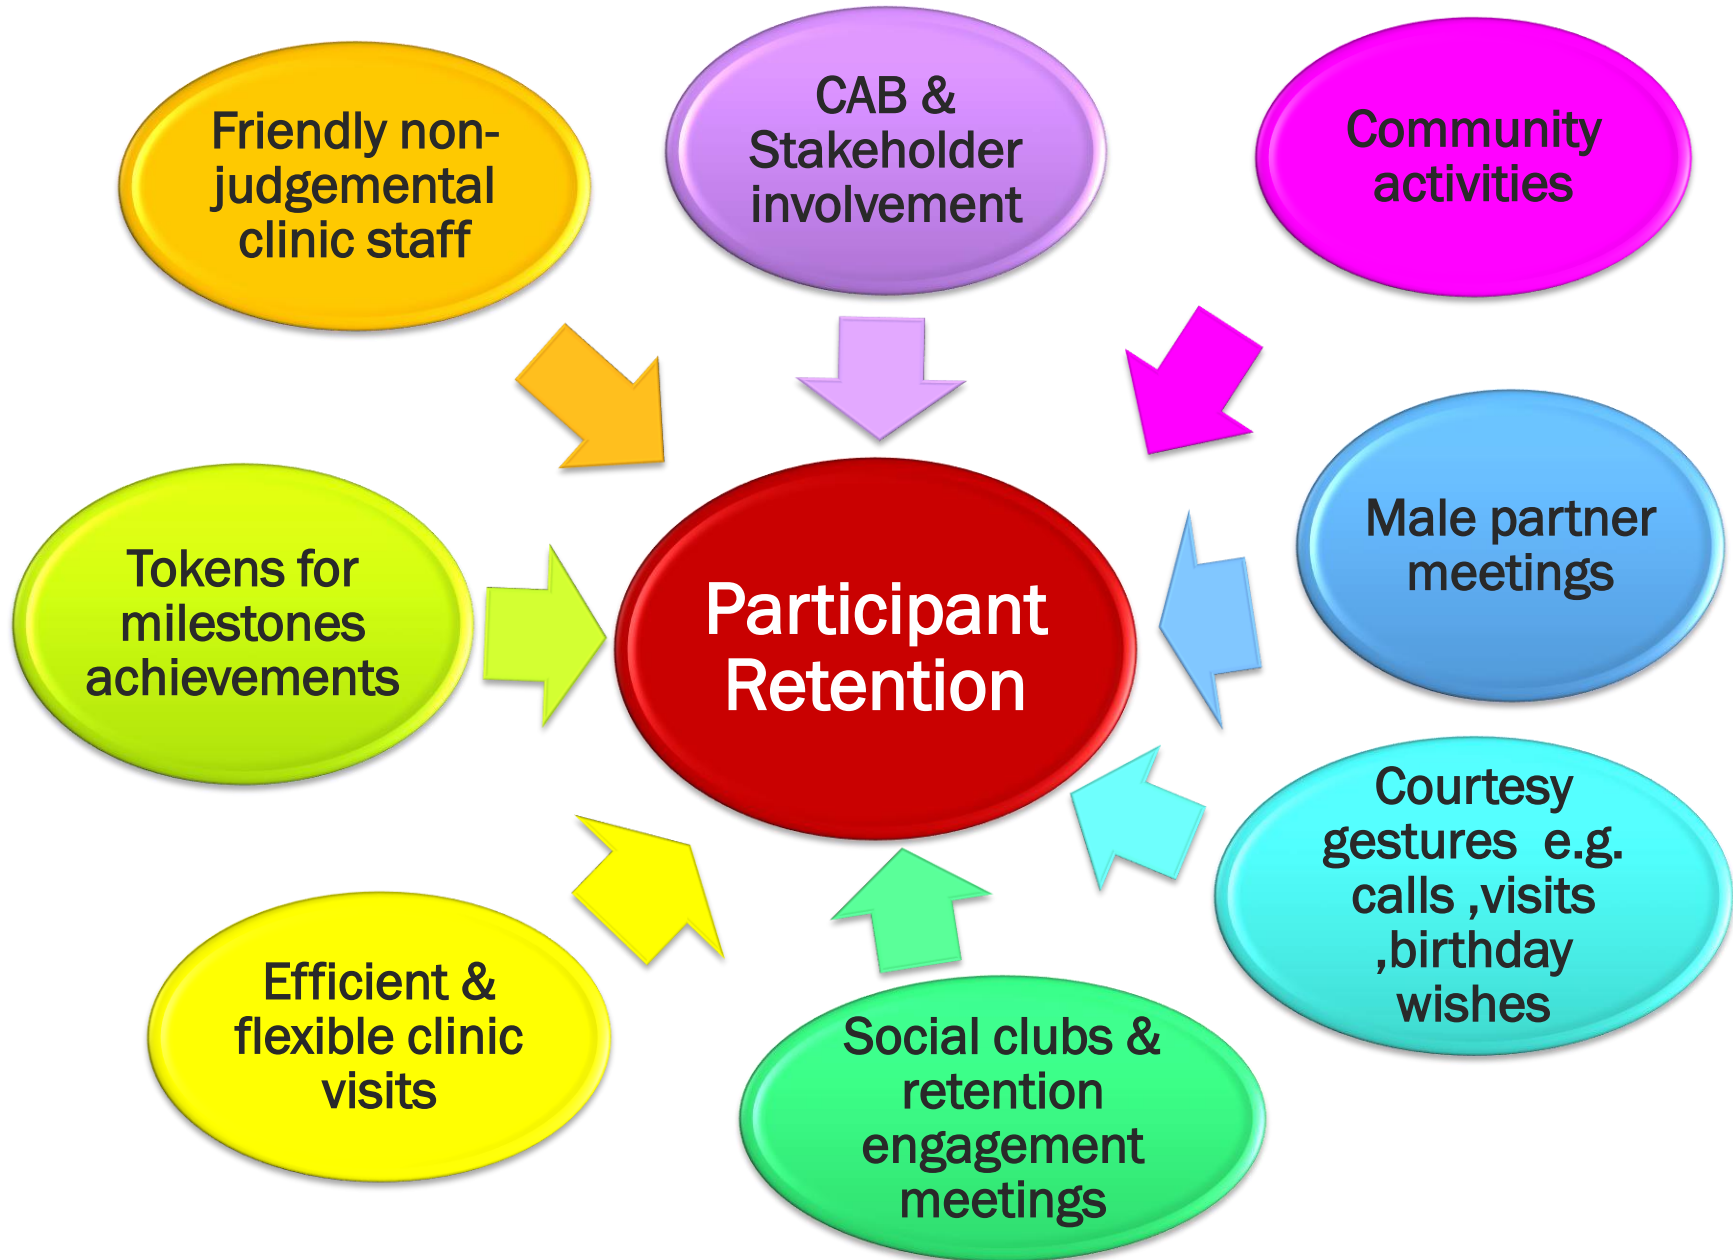 Friendly non-
judgemental
clinic staff
CAB &
Stakeholder
involvement
Community
activities
Male partner
meetings
Tokens for
milestones
achievements
Participant
Retention
Courtesy
gestures  e.g.
calls ,visits
,birthday
wishes
Efficient &
flexible clinic
visits
Social clubs &
retention
engagement
meetings